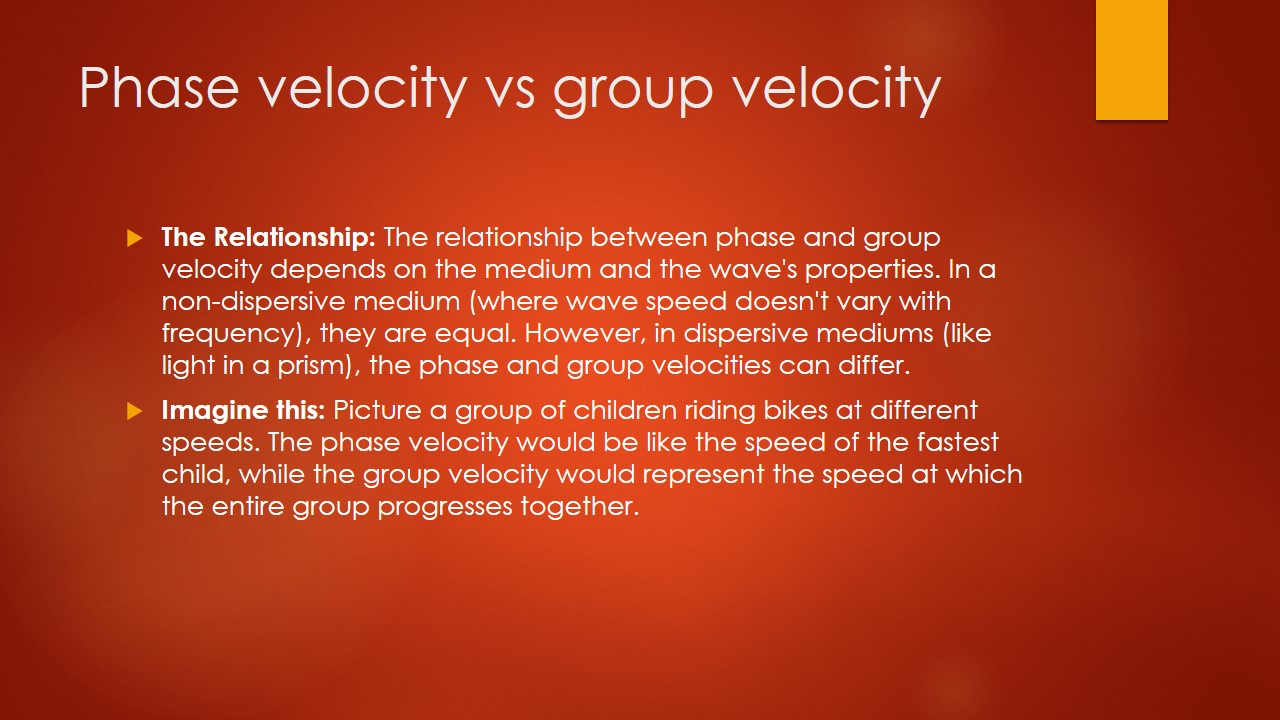 Phase velocity vs group velocity
The Relationship: The relationship between phase and group
velocity depends on the medium and the wave's properties. In a
non-dispersive medium (where wave speed doesn't vary with
frequency), they are equal. However, in dispersive mediums (like
light in a prism), the phase and group velocities can differ.
Imagine this: Picture a group of children riding bikes at different
speeds. The phase velocity would be like the speed of the fastest
child, while the group velocity would represent the speed at which
the entire group progresses together.